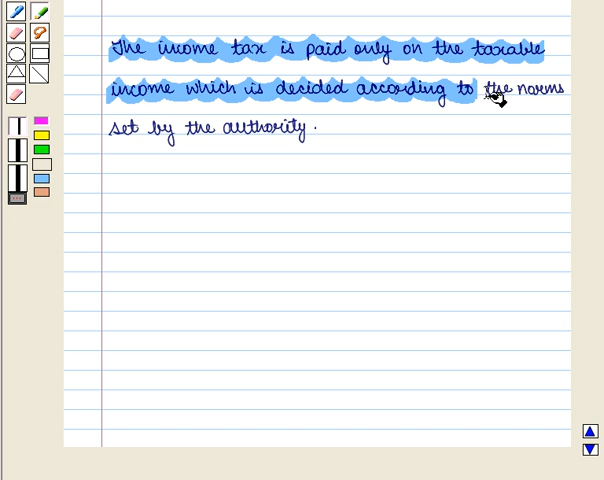 The income tax is paid only on the taxable
income which is decided according to the norms
set by the authority.